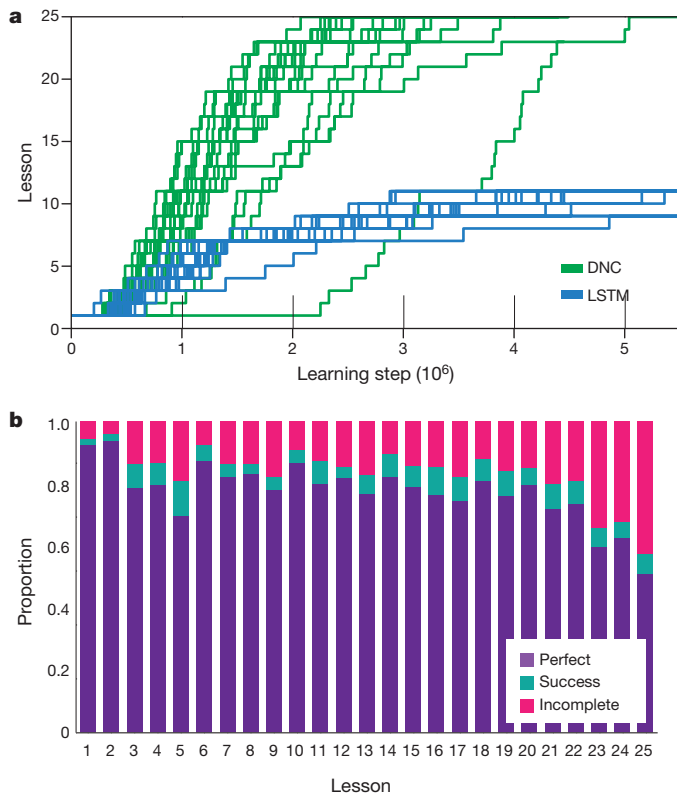 a
25
20
15
10
5
0
Lesson
DNC
LSTM
0 1 2 3 4 5
Learning step (10⁶)
b
1.0
0.8
0.6
0.4
0.2
0
Proportion
Perfect
Success
Incomplete
1 2 3 4 5 6 7 8 9 10 11 12 13 14 15 16 17 18 19 20 21 22 23 24 25
Lesson